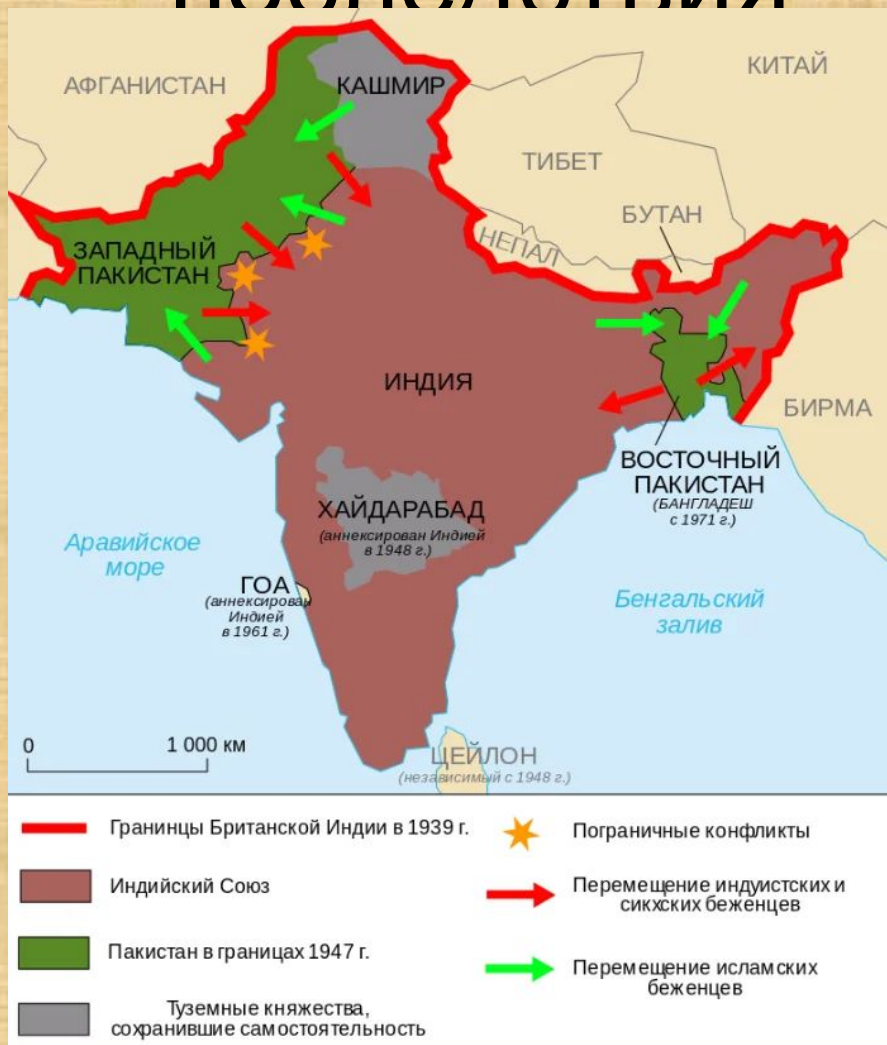 АФГАНИСТАН
КАШМИР
КИТАЙ
ТИБЕТ
БУТАН
НЕПАЛ
ЗАПАДНЫЙ
ПАКИСТАН
ИНДИЯ
БИРМА
ВОСТОЧНЫЙ
ПАКИСТАН
(БАНГЛАДЕШ
с 1971 г.)
ХАЙДАРАБАД
(аннексирован Индией
в 1948 г.)
Аравийское
море
ГОА
(аннексирован
Индией
в 1961 г.)
Бенгальский
залив
0 1 000 км
ЦЕЙЛОН
(независимый с 1948 г.)
Гранинцы Британской Индии в 1939 г.
Индийский Союз
Пакистан в границах 1947 г.
Туземные княжества,
сохранившие самостоятельность
Пограничные конфликты
Перемещение индуистских и
сикхских беженцев
Перемещение исламских
беженцев